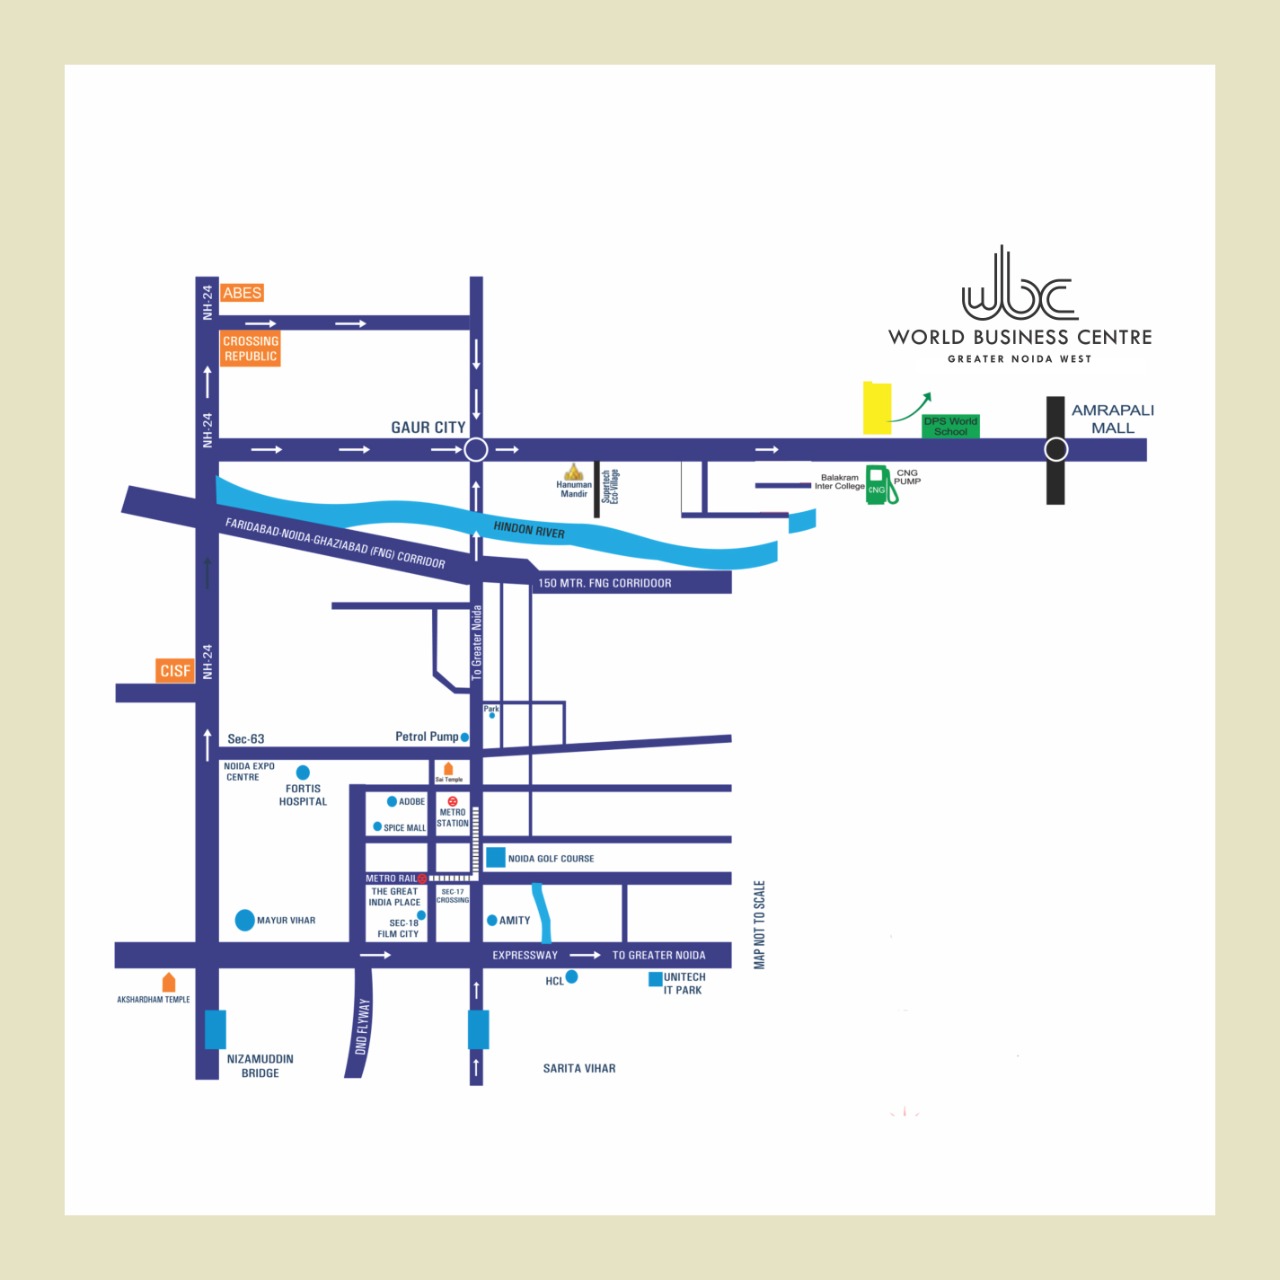 wbc
WORLD BUSINESS CENTRE
GREATER NOIDA WEST
NH-24
ABES
CROSSING
REPUBLIC
NH-24
GAUR CITY
DPS World
School
AMRAPALI
MALL
Hanuman
Mandir
Supertech
Eco-Village
Balakram
Inter College
CNG
CNG
PUMP
FARIDABAD-NOIDA-GHAZIABAD (FNG) CORRIDOR
HINDON RIVER
150 MTR. FNG CORRIDOOR
To Greater Noida
NH-24
CISF
Park
Sec-63
Petrol Pump
NOIDA EXPO
CENTRE
FORTIS
HOSPITAL
Sai Temple
ADOBE
METRO
STATION
SPICE MALL
NOIDA GOLF COURSE
METRO RAIL
THE GREAT
INDIA PLACE
SEC-17
CROSSING
MAYUR VIHAR
SEC-18
FILM CITY
AMITY
MAP NOT TO SCALE
EXPRESSWAY
TO GREATER NOIDA
HCL
UNITECH
IT PARK
AKSHARDHAM TEMPLE
DND FLYWAY
NIZAMUDDIN
BRIDGE
SARITA VIHAR